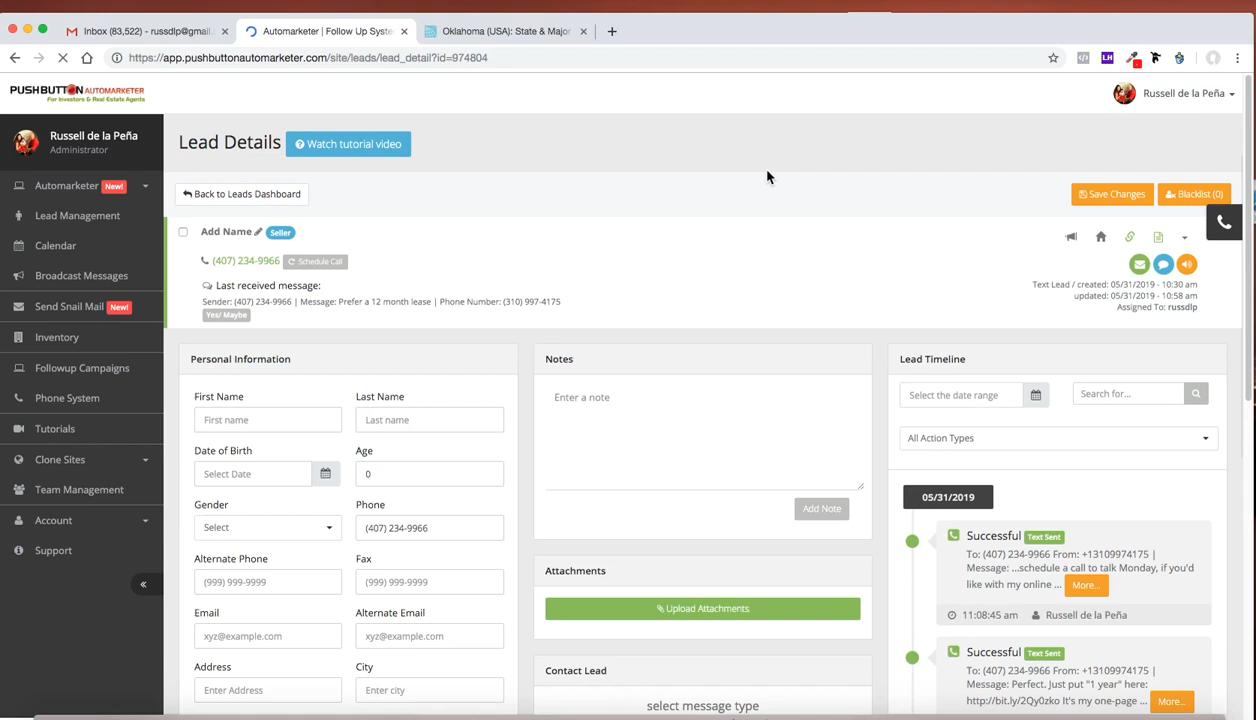 Inbox (83,522) - russdlp@gmail.
Automarketer | Follow Up Syste
Oklahoma (USA): State & Major
https://app.pushbuttonautomarketer.com/site/leads/lead_detail?id=974804
LH
PUSHBUTTON AUTOMARKETER
For Investors & Real Estate Agents
Russell de la Peña
Russell de la Peña
Administrator
Automarketer New!
Lead Management
Calendar
Broadcast Messages
Send Snail Mail New!
Inventory
Followup Campaigns
Phone System
Tutorials
Clone Sites
Team Management
Account
Support
«
Lead Details
Watch tutorial video
Back to Leads Dashboard
Save Changes
Blacklist (0)
Add Name
Seller
(407) 234-9966
Schedule Call
Last received message:
Sender: (407) 234-9966 | Message: Prefer a 12 month lease | Phone Number: (310) 997-4175
Yes/ Maybe
Text Lead / created: 05/31/2019 - 10:30 am
updated: 05/31/2019 - 10:58 am
Assigned To: russdlp
Personal Information
First Name
Last Name
First name
Last name
Date of Birth
Age
Select Date
0
Gender
Phone
Select
(407) 234-9966
Alternate Phone
Fax
(999) 999-9999
(999) 999-9999
Email
Alternate Email
xyz@example.com
xyz@example.com
Address
City
Enter Address
Enter city
Notes
Enter a note
Add Note
Attachments
Upload Attachments
Contact Lead
select message type
Lead Timeline
Select the date range
Search for...
All Action Types
05/31/2019
Successful Text Sent
To: (407) 234-9966 From: +13109974175 |
Message: ...schedule a call to talk Monday, if you'd
like with my online ... More...
11:08:45 am
Russell de la Peña
Successful Text Sent
To: (407) 234-9966 From: +13109974175 |
Message: Perfect. Just put "1 year" here:
http://bit.ly/2Qy0zko It's my one-page ... More...